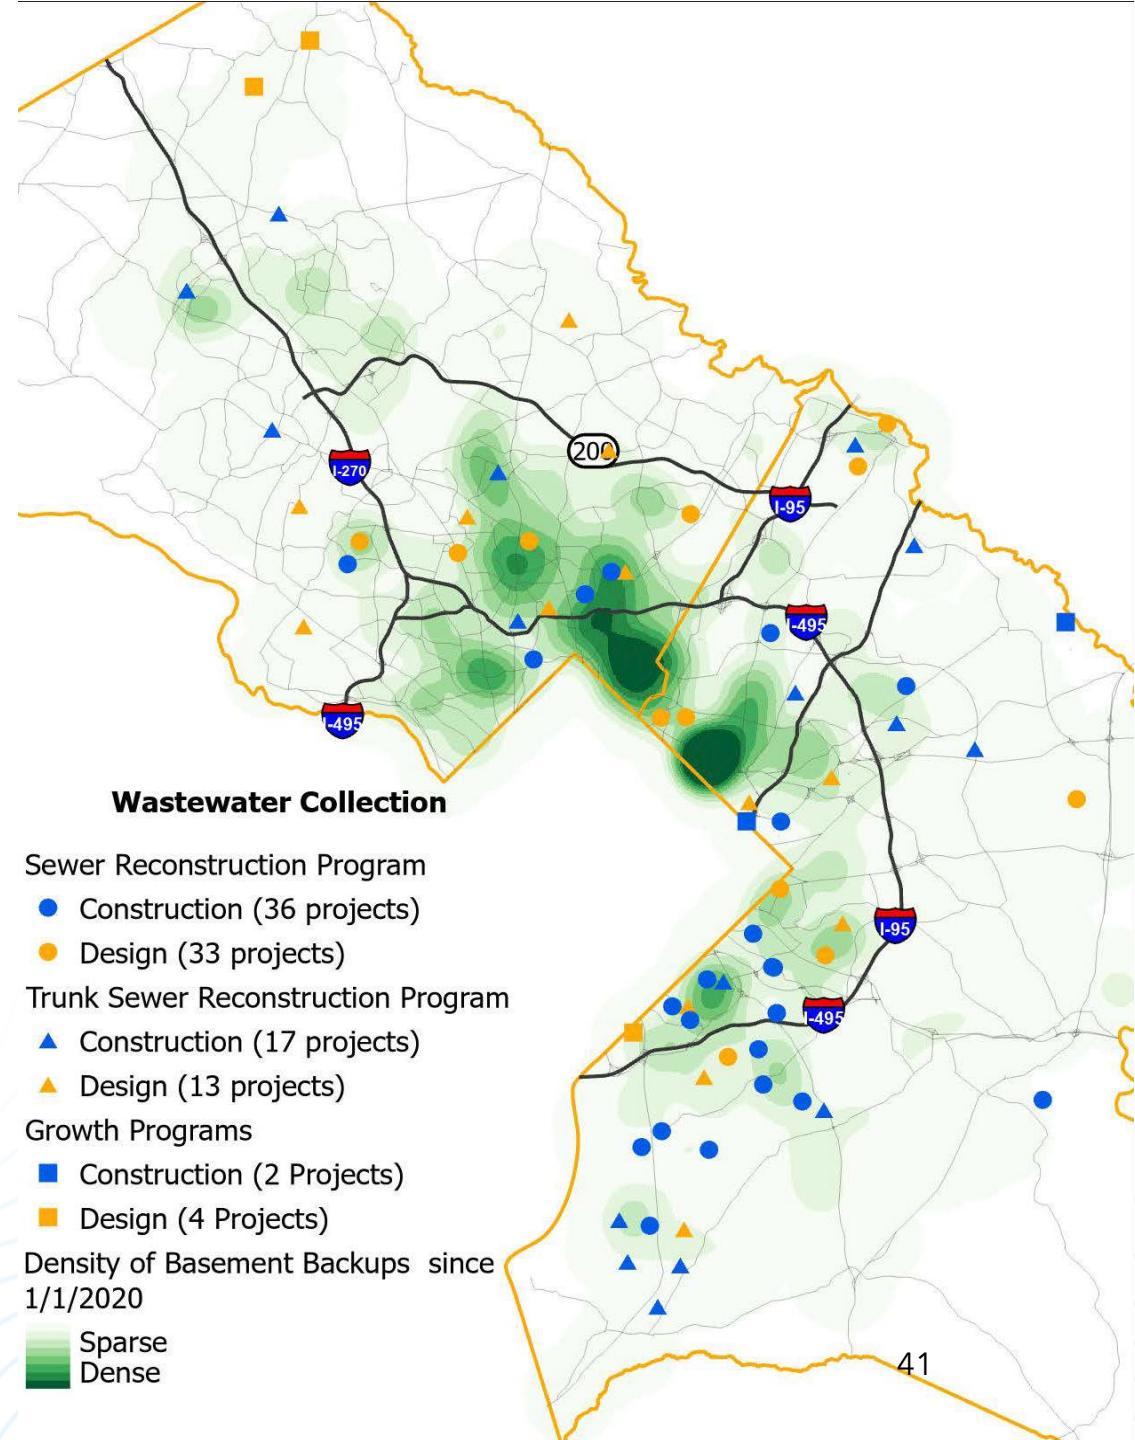 200
I-270
I-95
I-495
I-495
Wastewater Collection
Sewer Reconstruction Program
Construction (36 projects)
Design (33 projects)
Trunk Sewer Reconstruction Program
Construction (17 projects)
Design (13 projects)
Growth Programs
Construction (2 Projects)
Design (4 Projects)
Density of Basement Backups since
1/1/2020
Sparse
Dense
I-95
I-495
41